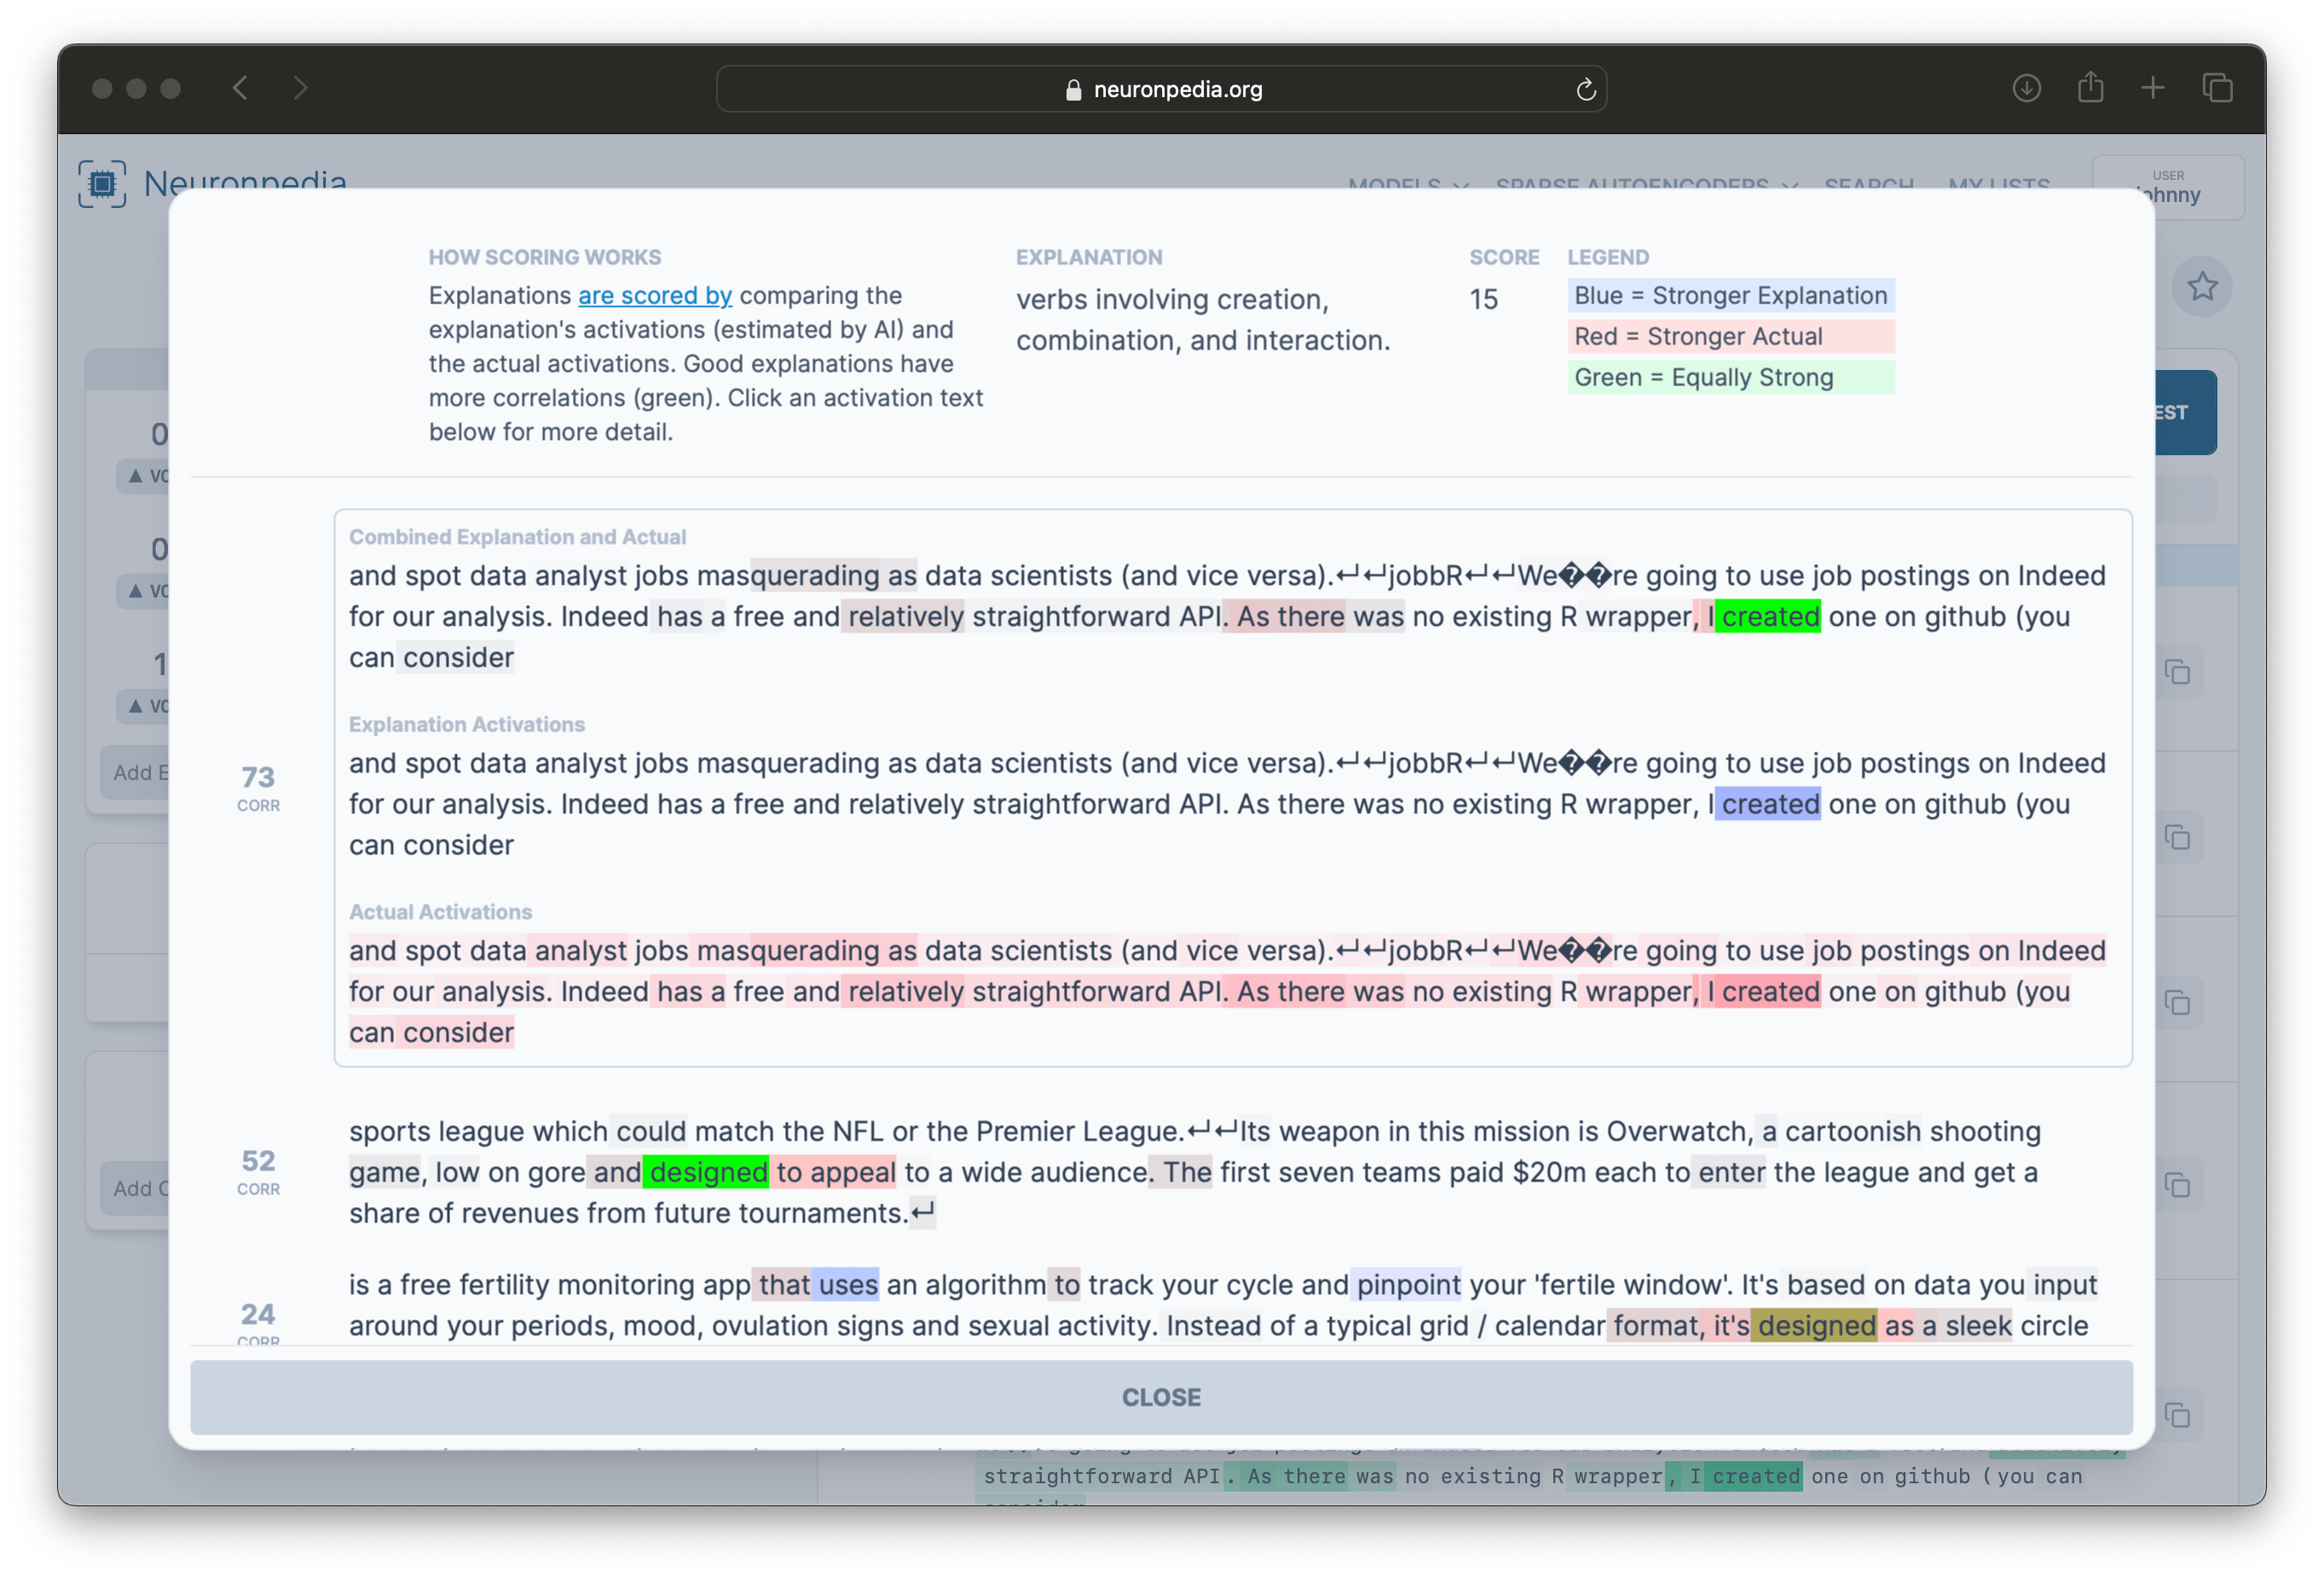 neuronpedia.org
Neuronpedia
MODELS
SPARSE AUTOENCODERS
SEARCH
MY LISTS
USER
HOW SCORING WORKS
Explanations are scored by comparing the
explanation's activations (estimated by AI) and
the actual activations. Good explanations have
more correlations (green). Click an activation text
below for more detail.
EXPLANATION
verbs involving creation,
combination, and interaction.
SCORE
15
LEGEND
Blue = Stronger Explanation
Red = Stronger Actual
Green = Equally Strong
0
0
1
Add
Add
Combined Explanation and Actual
and spot data analyst jobs masquerading as data scientists (and vice versa).↵↵jobbR↵↵We��re going to use job postings on Indeed
for our analysis. Indeed has a free and relatively straightforward API. As there was no existing R wrapper, I created one on github (you
can consider
73
CORR
Explanation Activations
and spot data analyst jobs masquerading as data scientists (and vice versa).↵↵jobbR↵↵We��re going to use job postings on Indeed
for our analysis. Indeed has a free and relatively straightforward API. As there was no existing R wrapper, I created one on github (you
can consider
Actual Activations
and spot data analyst jobs masquerading as data scientists (and vice versa).↵↵jobbR↵↵We��re going to use job postings on Indeed
for our analysis. Indeed has a free and relatively straightforward API. As there was no existing R wrapper, I created one on github (you
can consider
52
CORR
sports league which could match the NFL or the Premier League.↵↵Its weapon in this mission is Overwatch, a cartoonish shooting
game, low on gore and designed to appeal to a wide audience. The first seven teams paid $20m each to enter the league and get a
share of revenues from future tournaments.↵
24
CORR
is a free fertility monitoring app that uses an algorithm to track your cycle and pinpoint your 'fertile window'. It's based on data you input
around your periods, mood, ovulation signs and sexual activity. Instead of a typical grid / calendar format, it's designed as a sleek circle
CLOSE
straightforward API. As there was no existing R wrapper, I created one on github (you can